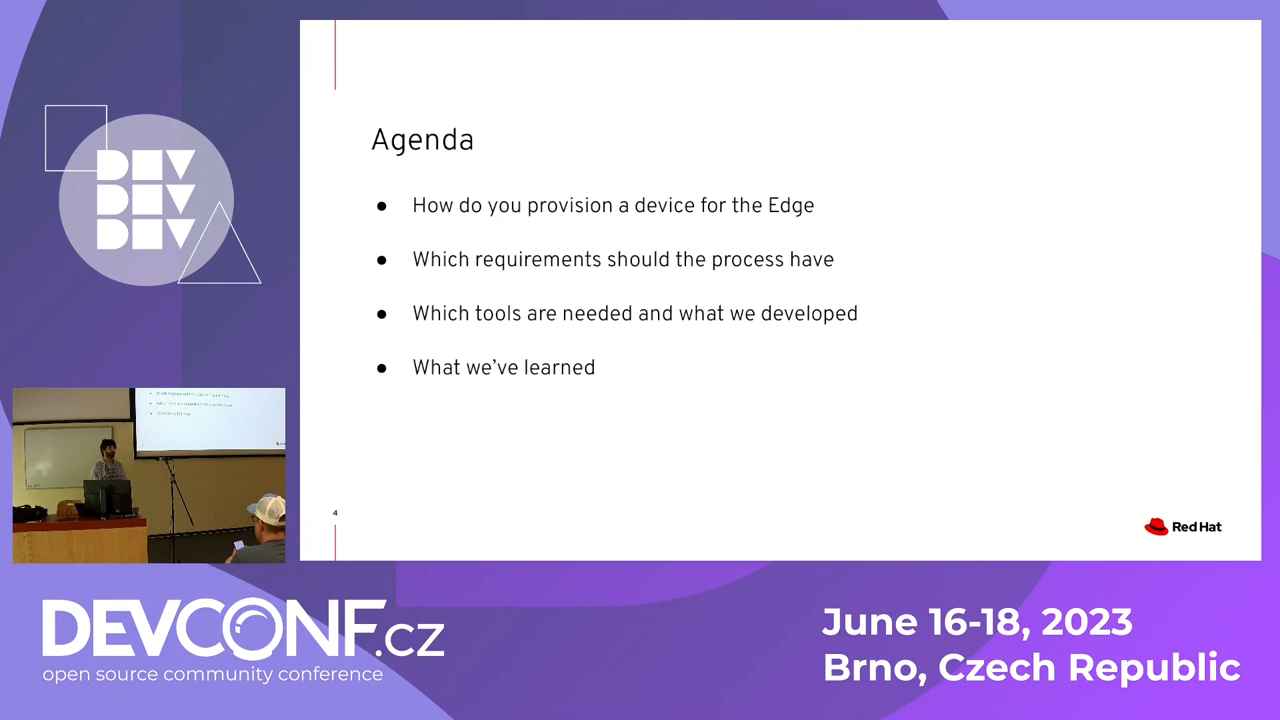 DEV
DEV
DEV
Agenda
● How do you provision a device for the Edge
● Which requirements should the process have
● Which tools are needed and what we developed
● What we've learned
4
Red Hat
DEVCONF.cz
open source community conference
June 16-18, 2023
Brno, Czech Republic